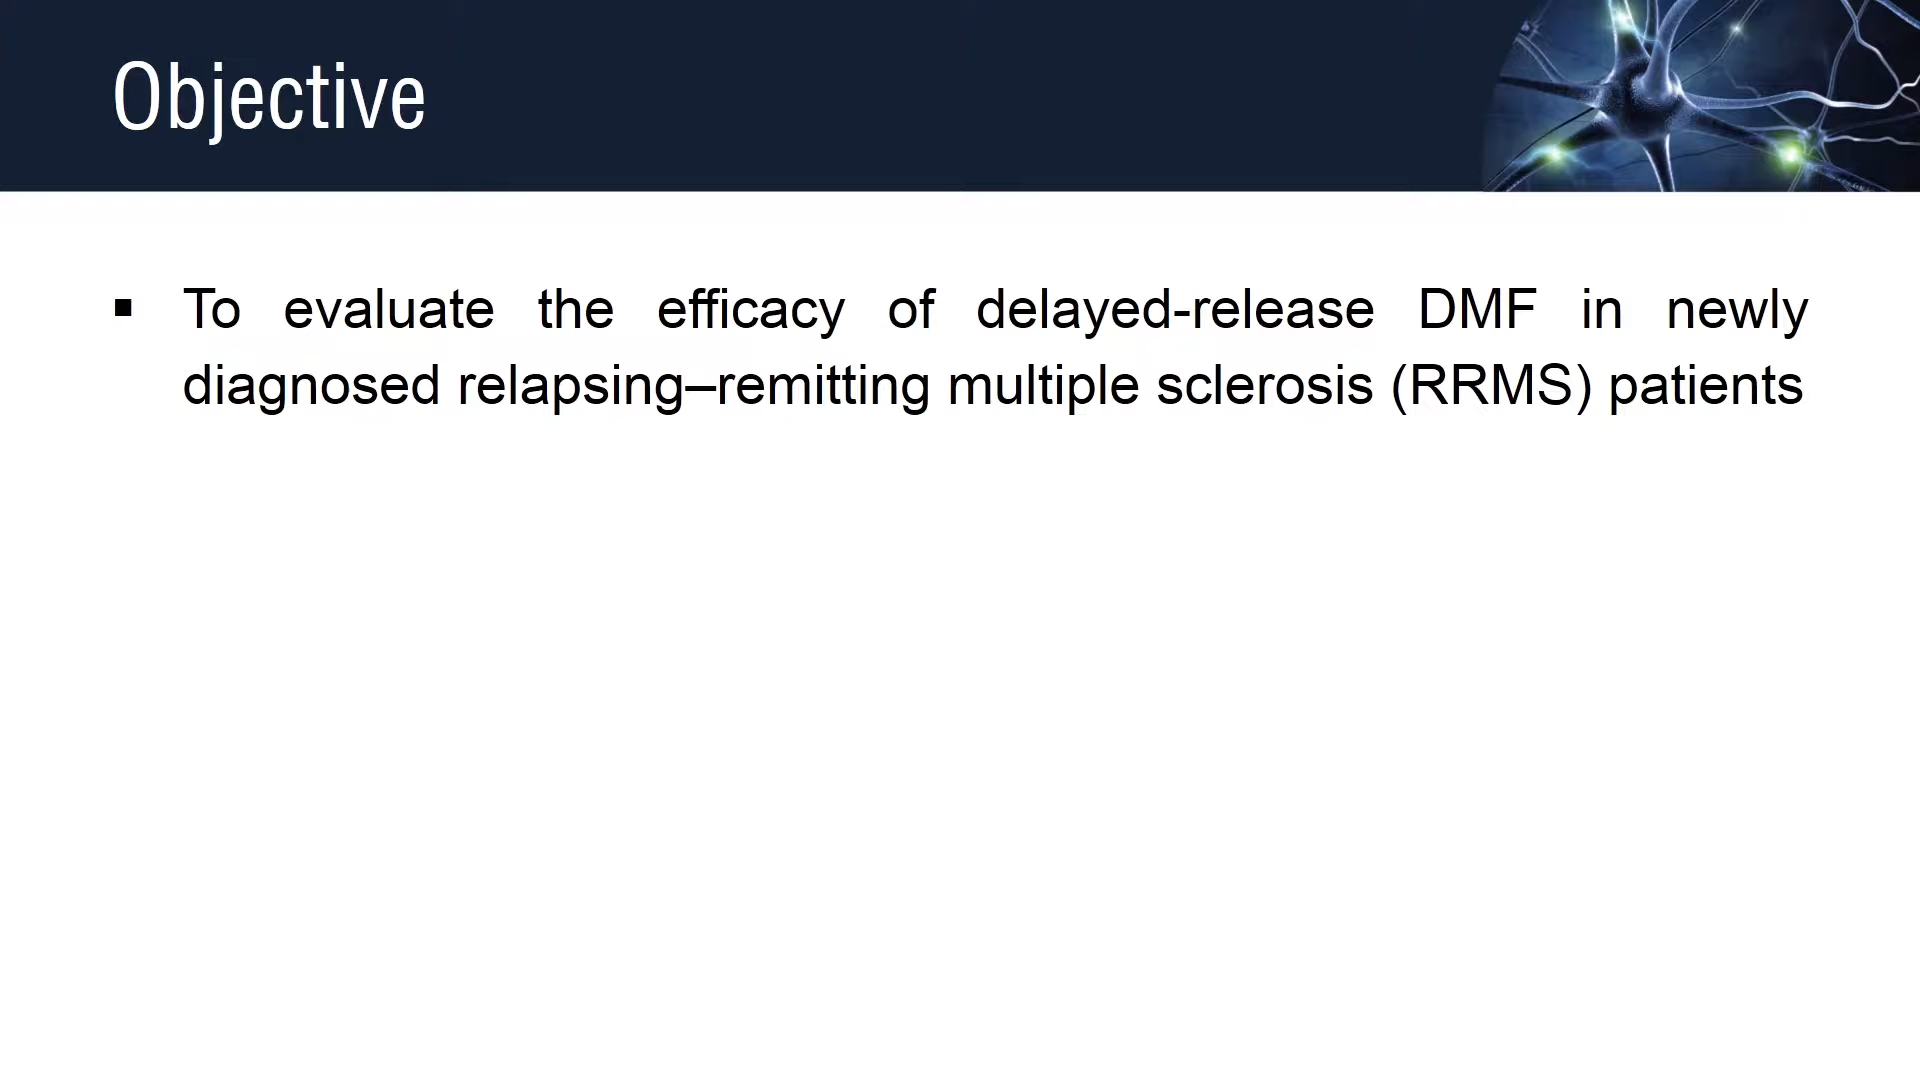 Objective
▪ To evaluate the efficacy of delayed-release DMF in newly
diagnosed relapsing–remitting multiple sclerosis (RRMS) patients